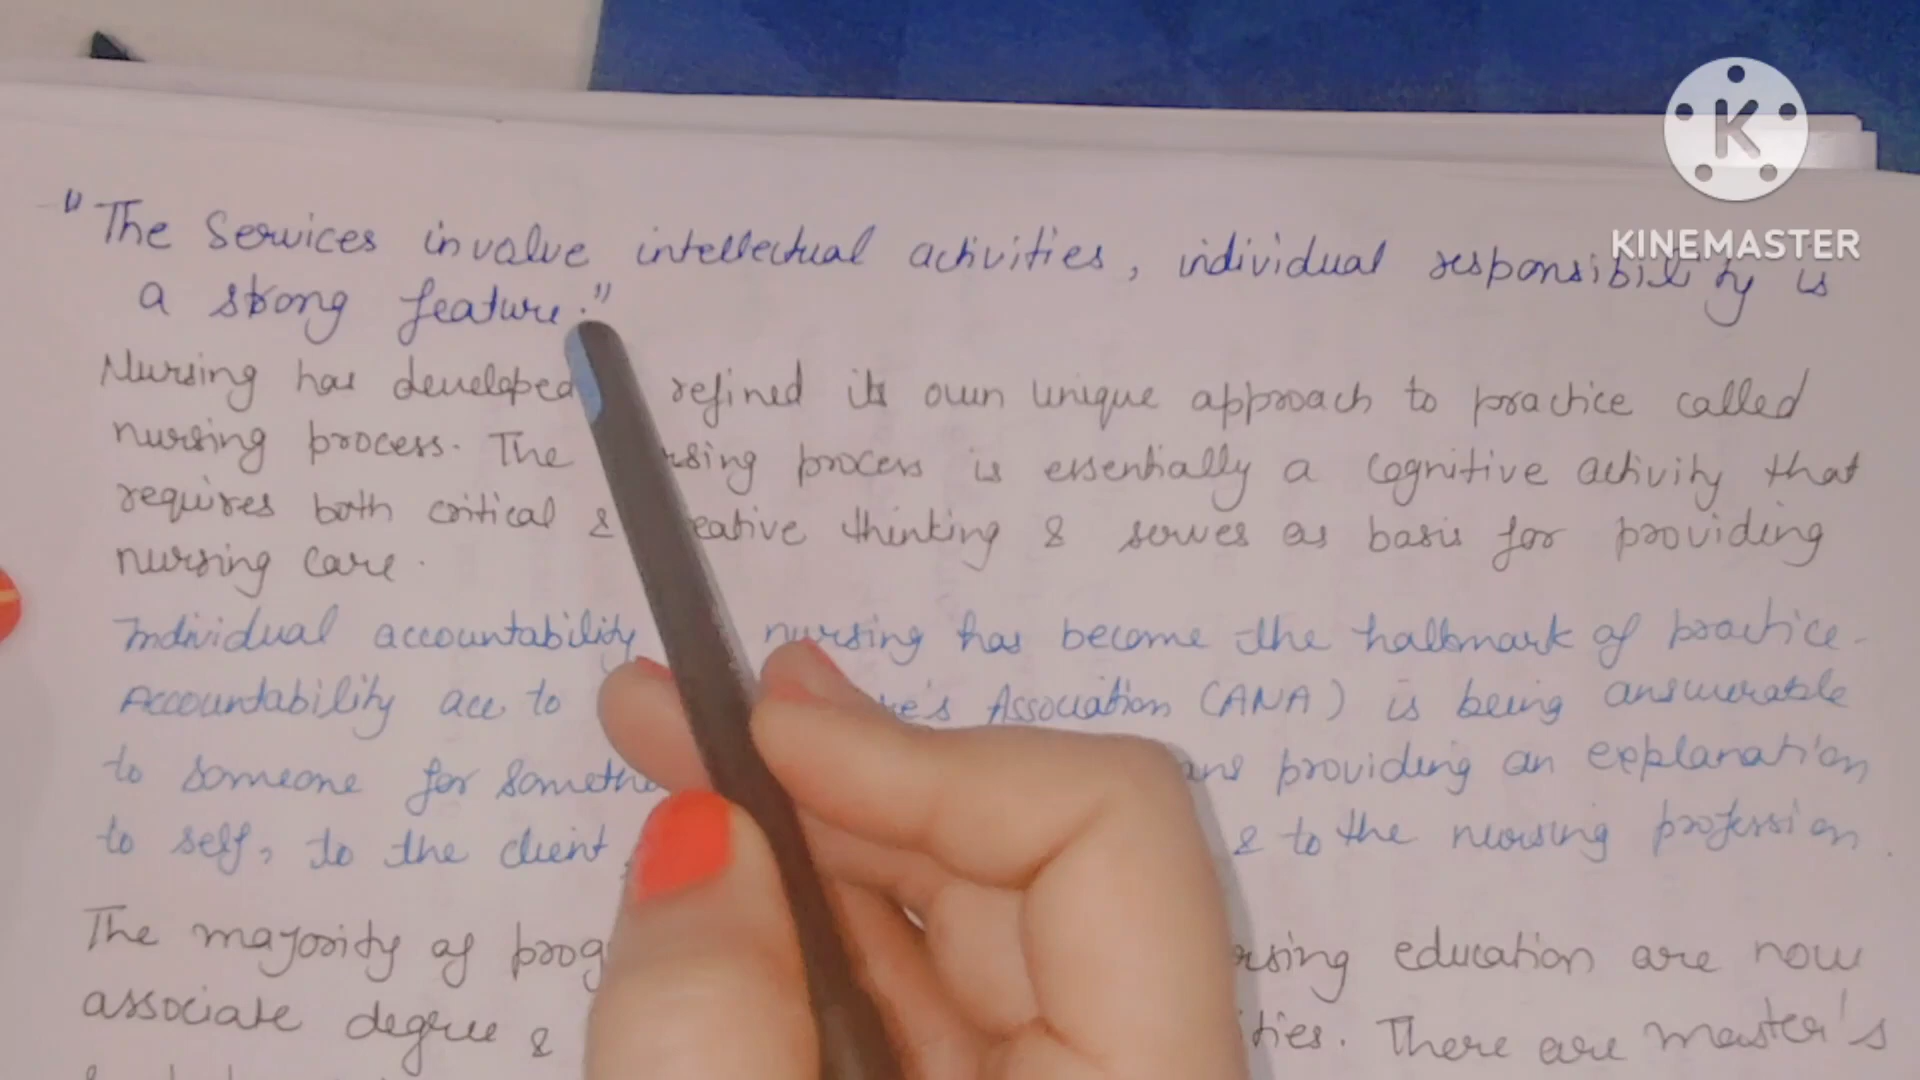 "The Services involve intellectual activities, individual responsibility is
a strong feature."
Nursing has developed refined its own unique approach to practice called
nursing process. The process is essentially a cognitive activity that
requires both critical & thinking & serves as basis for providing
nursing care.
Individual accountability nursing has become the hallmark of practice.
Accountability acc to Association (ANA) is being answerable
to someone for providing an explanation
to self, to the client, & to the nursing profession.
The majority of education are now
associate degree & There are master's
KINEMASTER